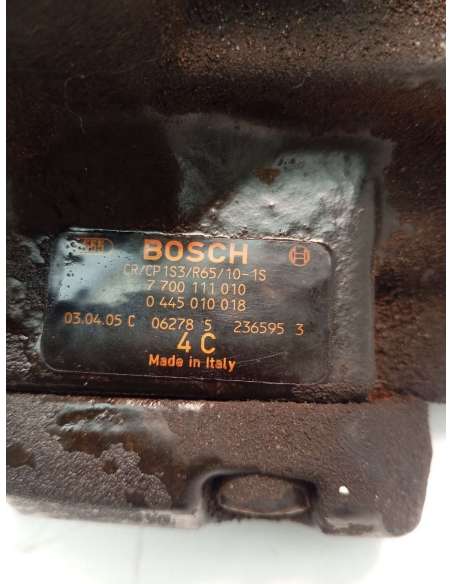 BOSCH
CR/CP1S3/R65/10-1S
7 700 111 010
0 445 010 018
03.04.05 C 06278 5 236595 3
4 C
Made in Italy